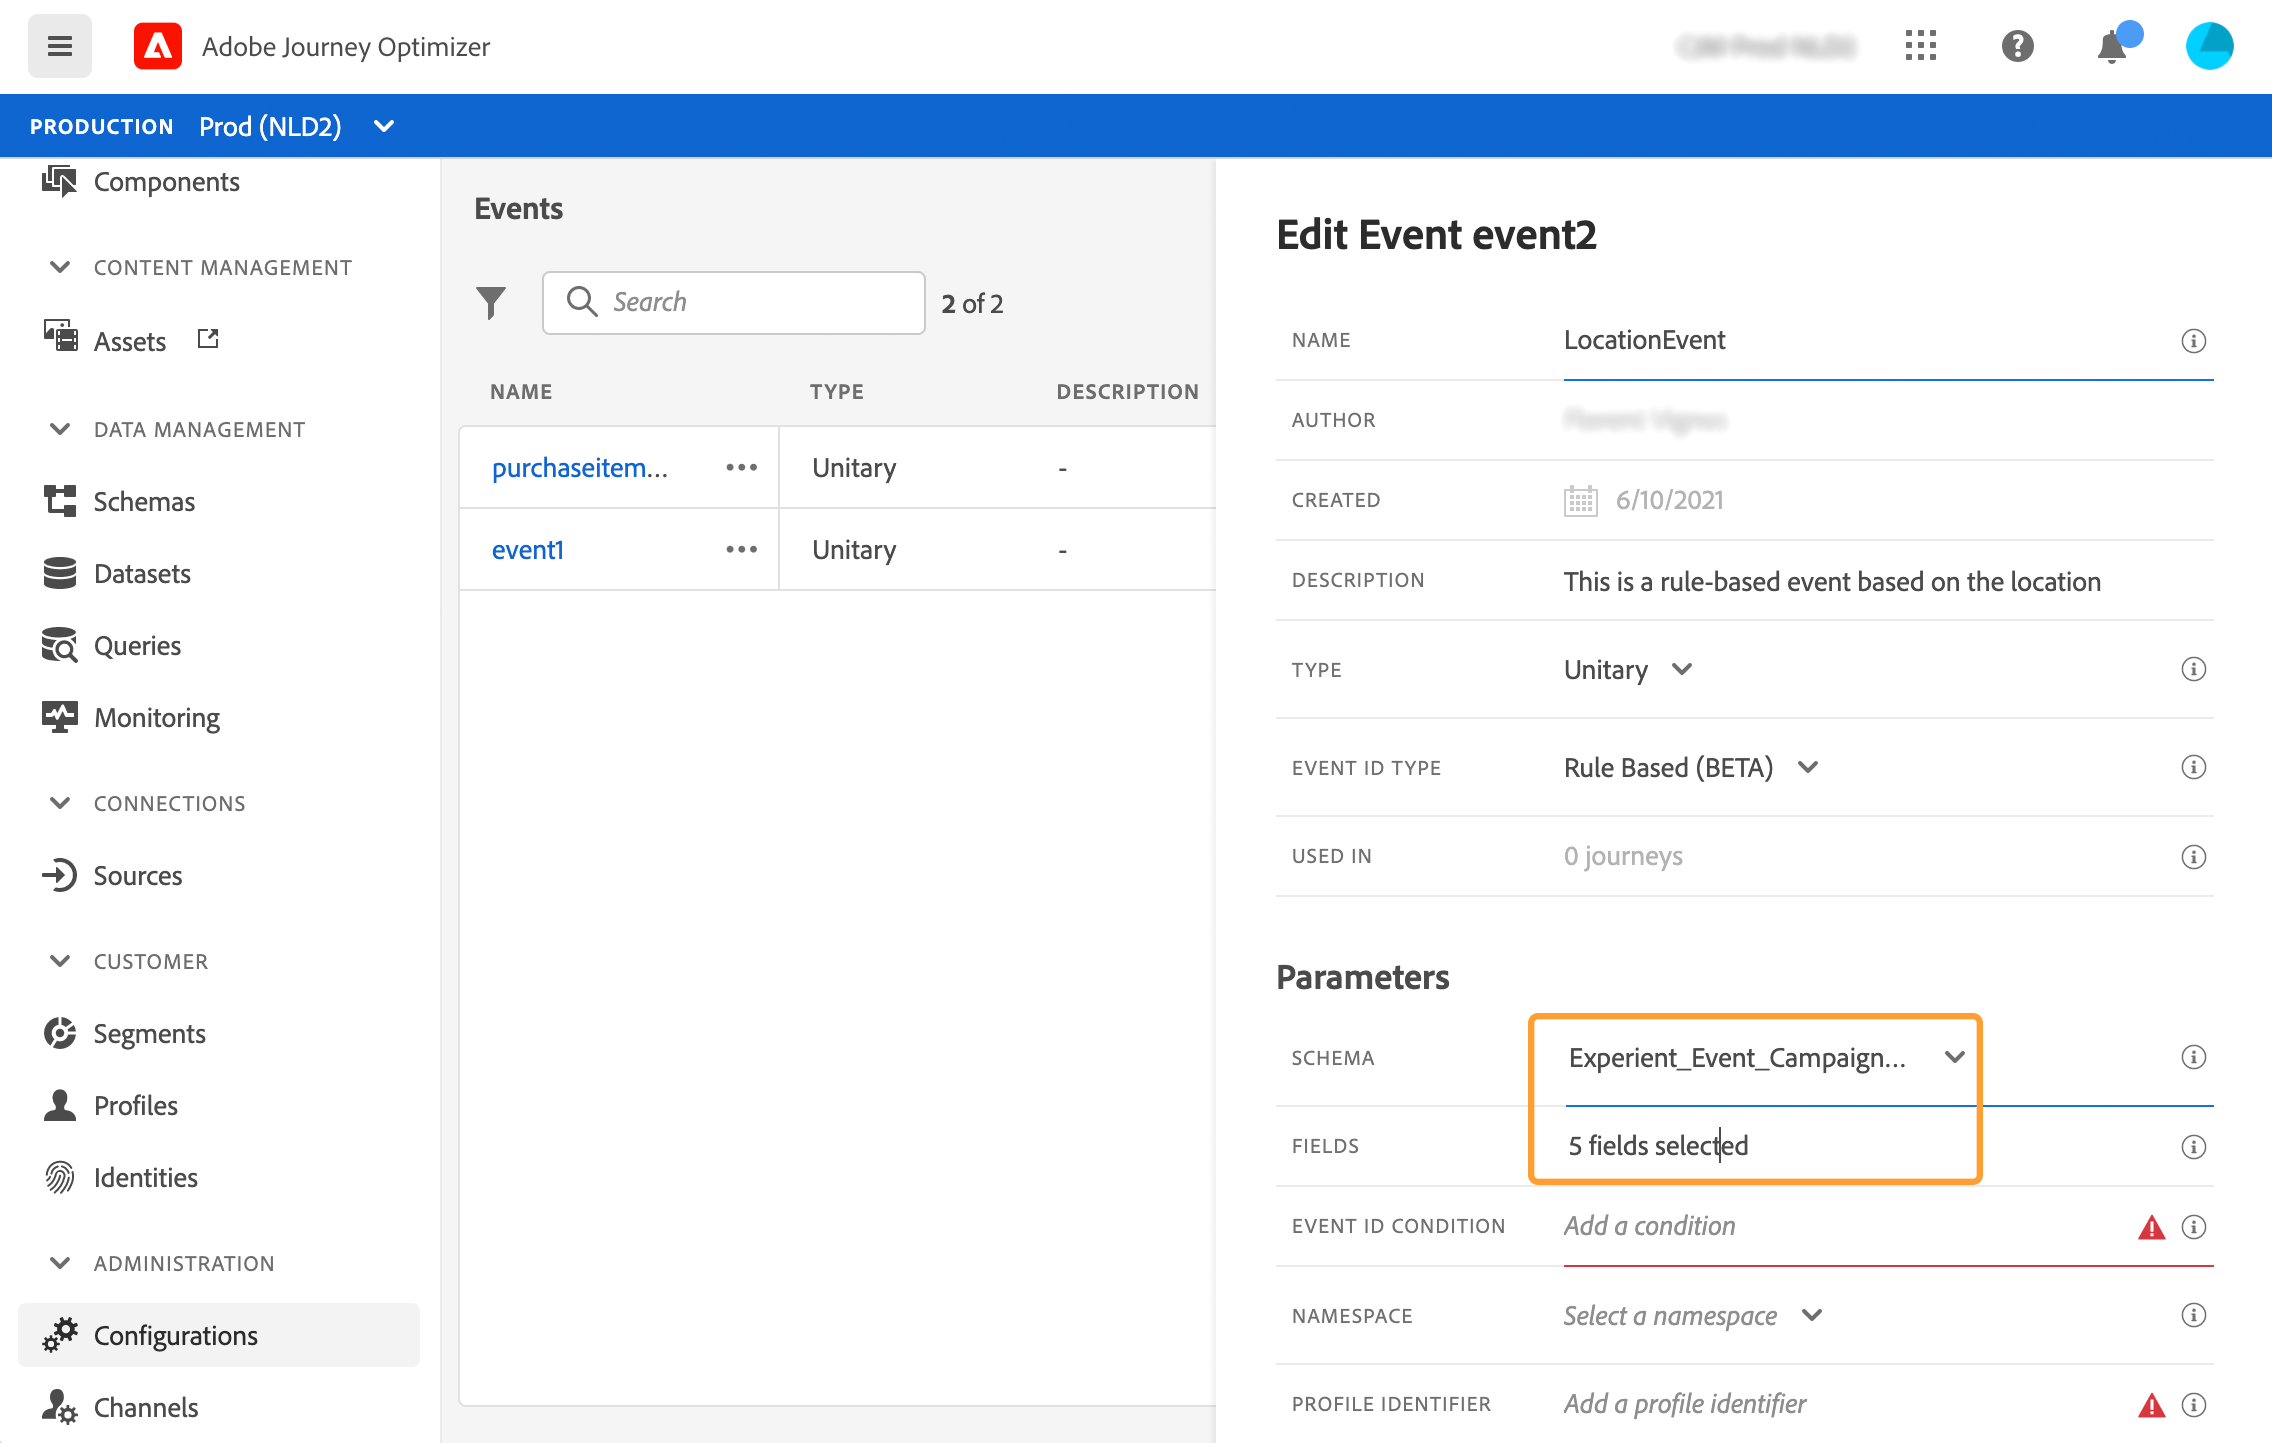 Adobe Journey Optimizer
PRODUCTION Prod (NLD2)
Components
CONTENT MANAGEMENT
Assets
DATA MANAGEMENT
Schemas
Datasets
Queries
Monitoring
CONNECTIONS
Sources
CUSTOMER
Segments
Profiles
Identities
ADMINISTRATION
Configurations
Channels
Events
Search
2 of 2
NAME TYPE DESCRIPTION
purchaseitem... ••• Unitary -
event1 ••• Unitary -
Edit Event event2
NAME LocationEvent
AUTHOR
CREATED 6/10/2021
DESCRIPTION This is a rule-based event based on the location
TYPE Unitary
EVENT ID TYPE Rule Based (BETA)
USED IN 0 journeys
Parameters
SCHEMA Experient_Event_Campaign...
FIELDS 5 fields selected
EVENT ID CONDITION Add a condition
NAMESPACE Select a namespace
PROFILE IDENTIFIER Add a profile identifier